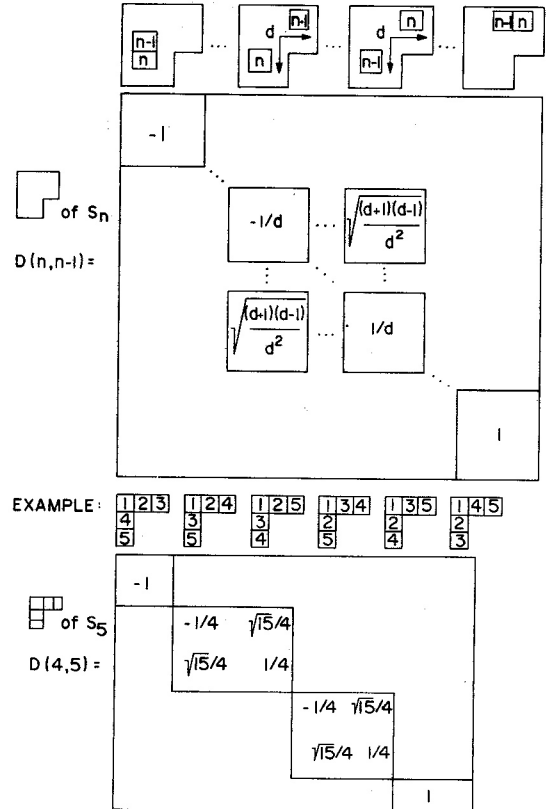 n-1 ... d n-1 ... d n ... n-1 n
n n n-1
-1
-1/d ... √(d+1)(d-1)/d²
of Sn
D(n,n-1)=
√(d+1)(d-1)/d² ... 1/d
1
EXAMPLE: 1 2 3 1 2 4 1 2 5 1 3 4 1 3 5 1 4 5
4 3 3 2 2 2
5 5 4 5 4 3
-1
of S5
-1/4 √15/4
D(4,5)=
√15/4 1/4
-1/4 √15/4
√15/4 1/4
1